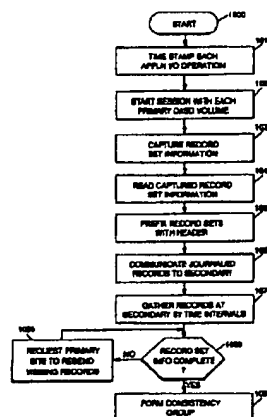 START
TIME STAMP EACH
APPLN I/O OPERATION
START SESSION WITH EACH
PRIMARY DASD VOLUME
CAPTURE RECORD
SET INFORMATION
READ CAPTURED RECORD
SET INFORMATION
PREFIX RECORD SETS
WITH HEADER
COMMUNICATE JOURNALED
RECORDS TO SECONDARY
GATHER RECORDS AT
SECONDARY BY TIME INTERVALS
REQUEST PRIMARY
SITE TO RESEND
MISSING RECORDS
NO
RECORD SET
INFO COMPLETE
?
YES
FORM CONSISTENCY
GROUP